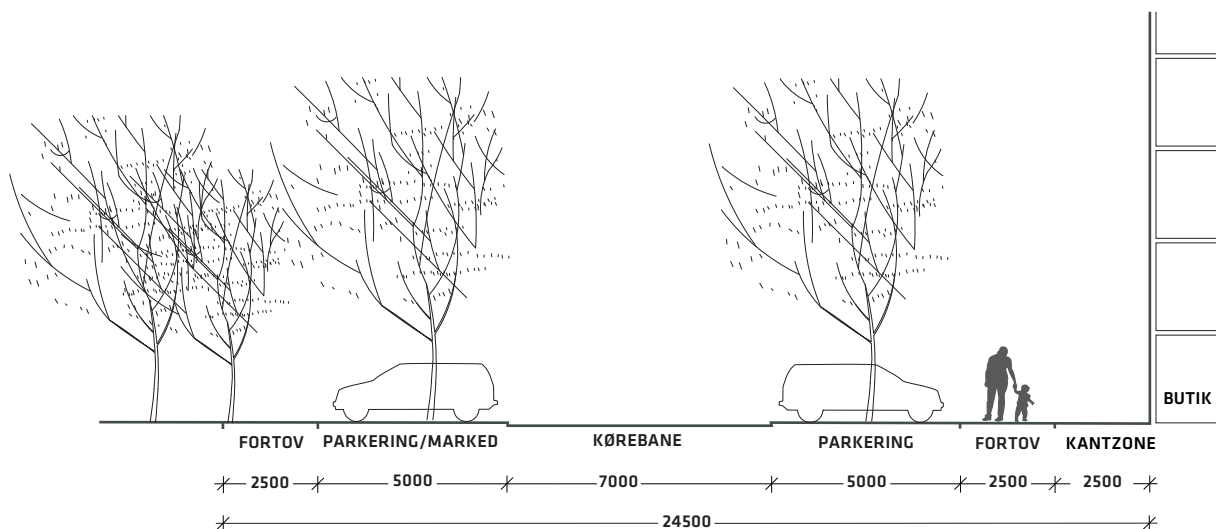 BUTIK
FORTOV PARKERING/MARKED KØREBANE PARKERING FORTOV KANTZONE
2500 5000 7000 5000 2500 2500
24500